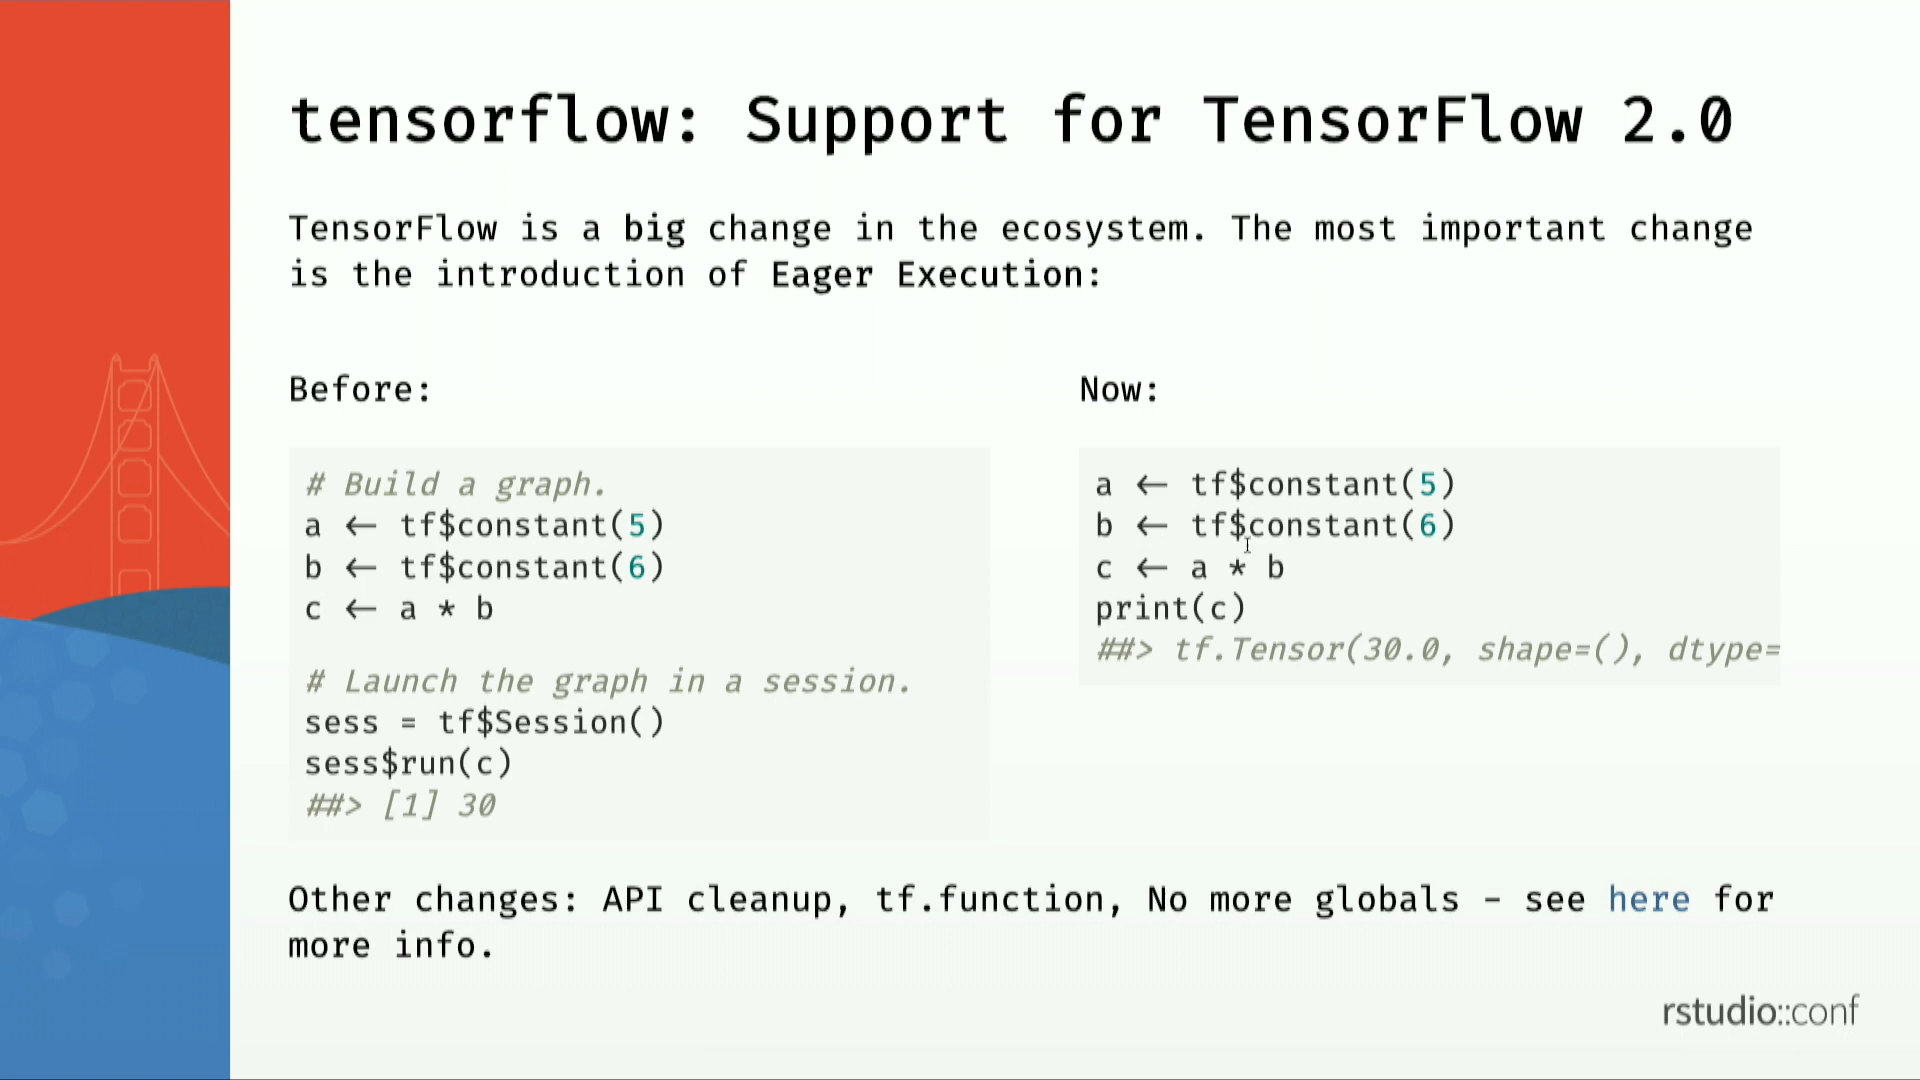 tensorflow: Support for TensorFlow 2.0
TensorFlow is a big change in the ecosystem. The most important change
is the introduction of Eager Execution:
Before:
# Build a graph.
a ← tf$constant(5)
b ← tf$constant(6)
c ← a * b
# Launch the graph in a session.
sess = tf$Session()
sess$run(c)
##> [1] 30
Now:
a ← tf$constant(5)
b ← tf$constant(6)
c ← a * b
print(c)
##> tf.Tensor(30.0, shape=(), dtype=
Other changes: API cleanup, tf.function, No more globals - see here for
more info.
rstudio::conf